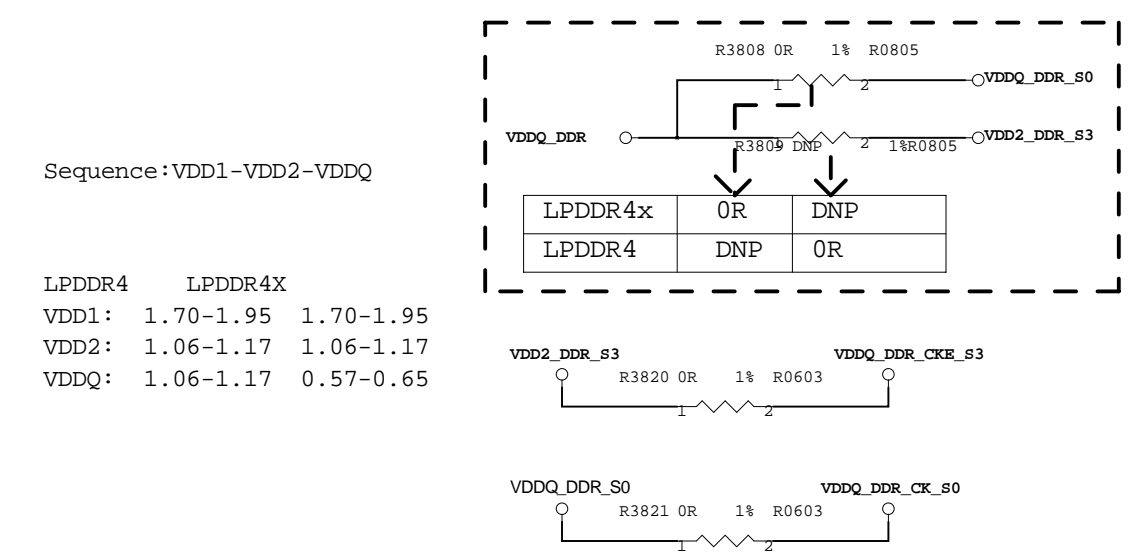 Sequence:VDD1-VDD2-VDDQ
LPDDR4 LPDDR4X
VDD1: 1.70-1.95 1.70-1.95
VDD2: 1.06-1.17 1.06-1.17
VDDQ: 1.06-1.17 0.57-0.65
R3808 0R 1% R0805
1 2 VDDQ_DDR_S0
VDDQ_DDR 1 2 VDD2_DDR_S3
R3809 DNP 1% R0805
LPDDR4x 0R DNP
LPDDR4 DNP 0R
VDD2_DDR_S3 VDDQ_DDR_CKE_S3
R3820 0R 1% R0603
1 2
VDDQ_DDR_S0 VDDQ_DDR_CK_S0
R3821 0R 1% R0603
1 2